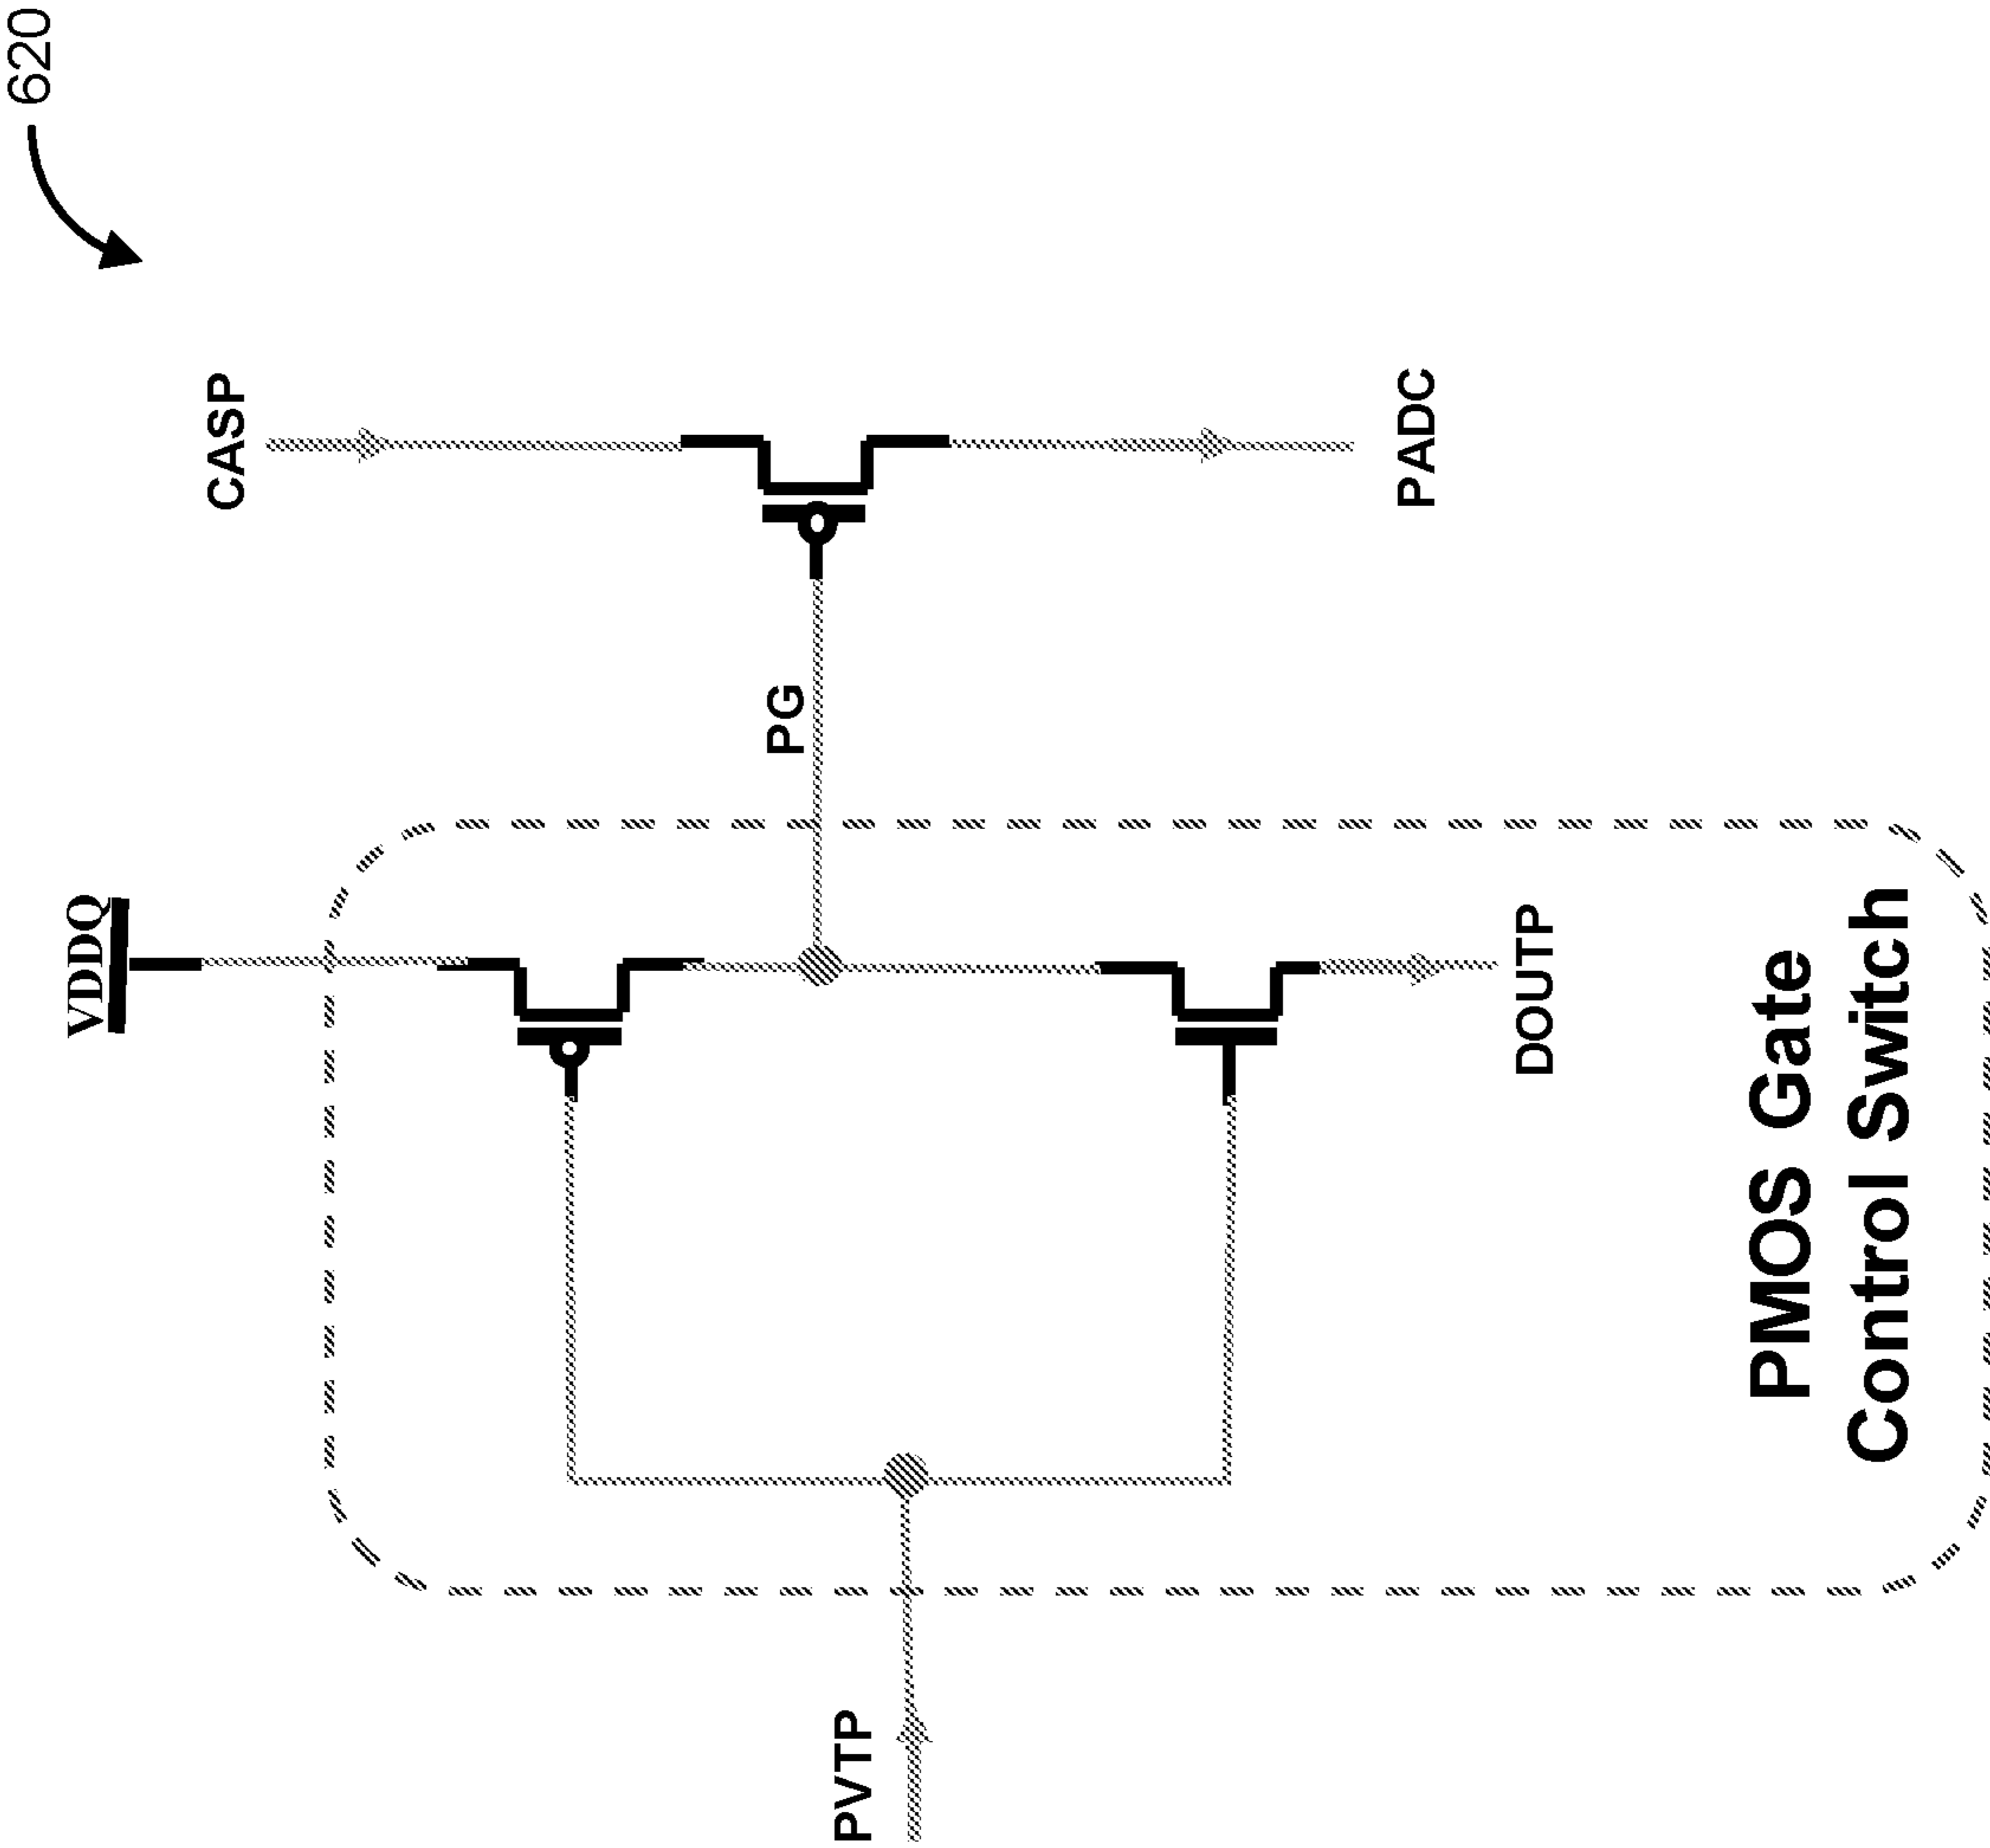 620
VDDQ
CASP
PVTP
PG
DOUTP
PADC
PMOS Gate
Control Switch